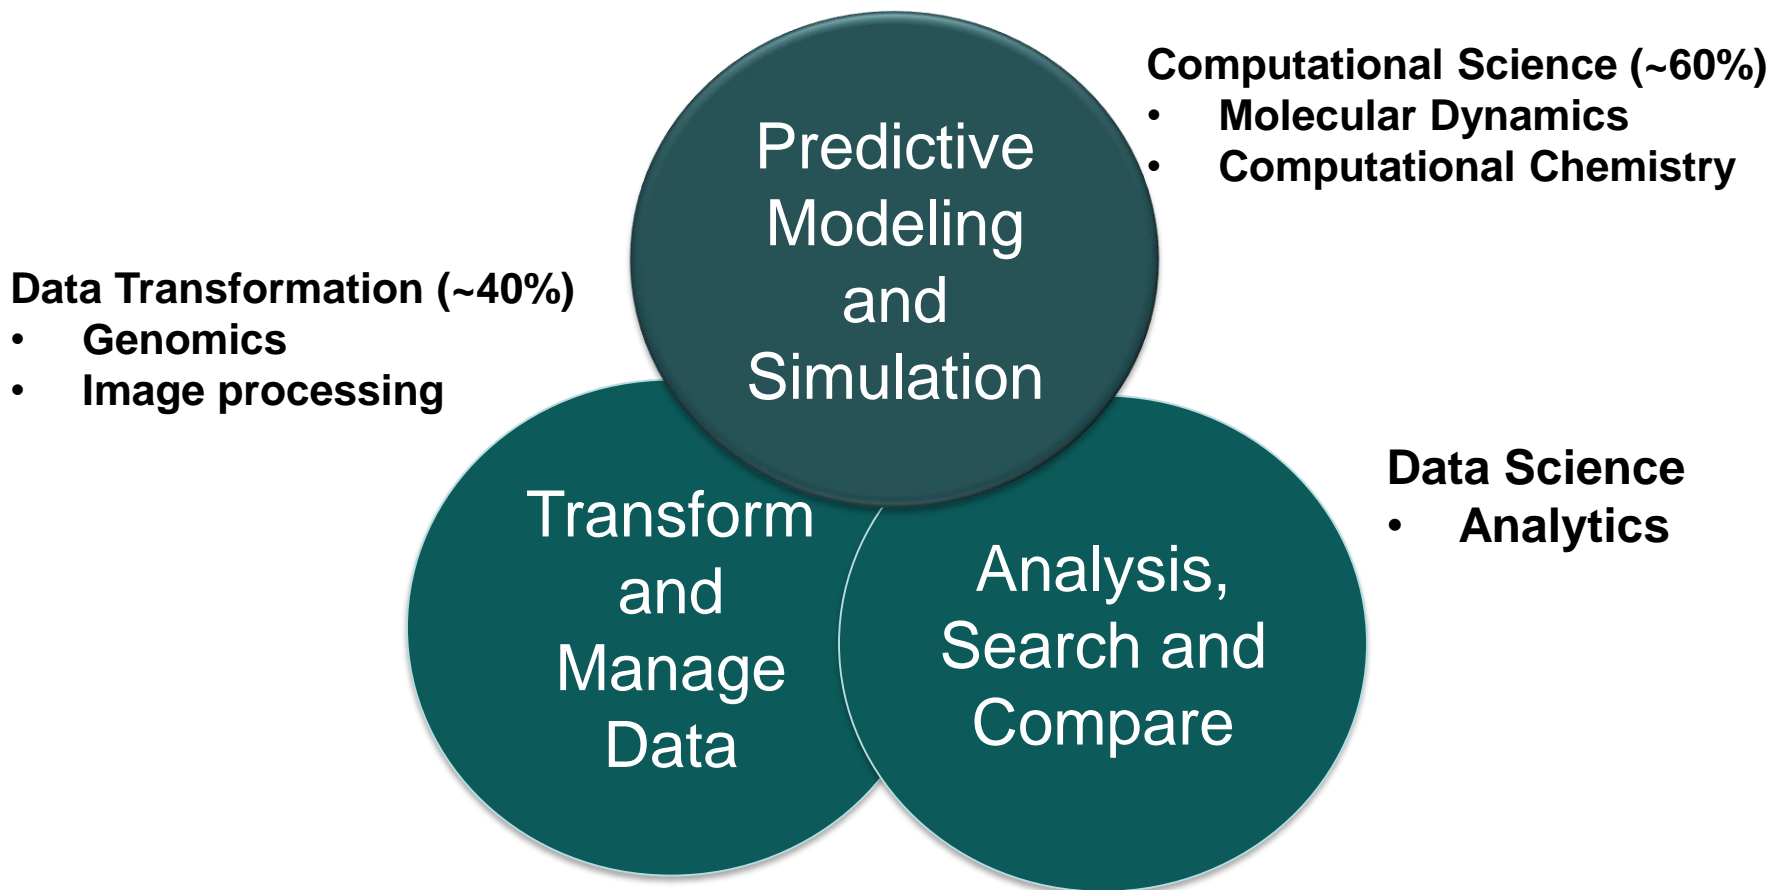 Predictive
Modeling
and
Simulation
Computational Science (~60%)
• Molecular Dynamics
• Computational Chemistry
Data Transformation (~40%)
• Genomics
• Image processing
Transform
and
Manage
Data
Analysis,
Search and
Compare
Data Science
• Analytics